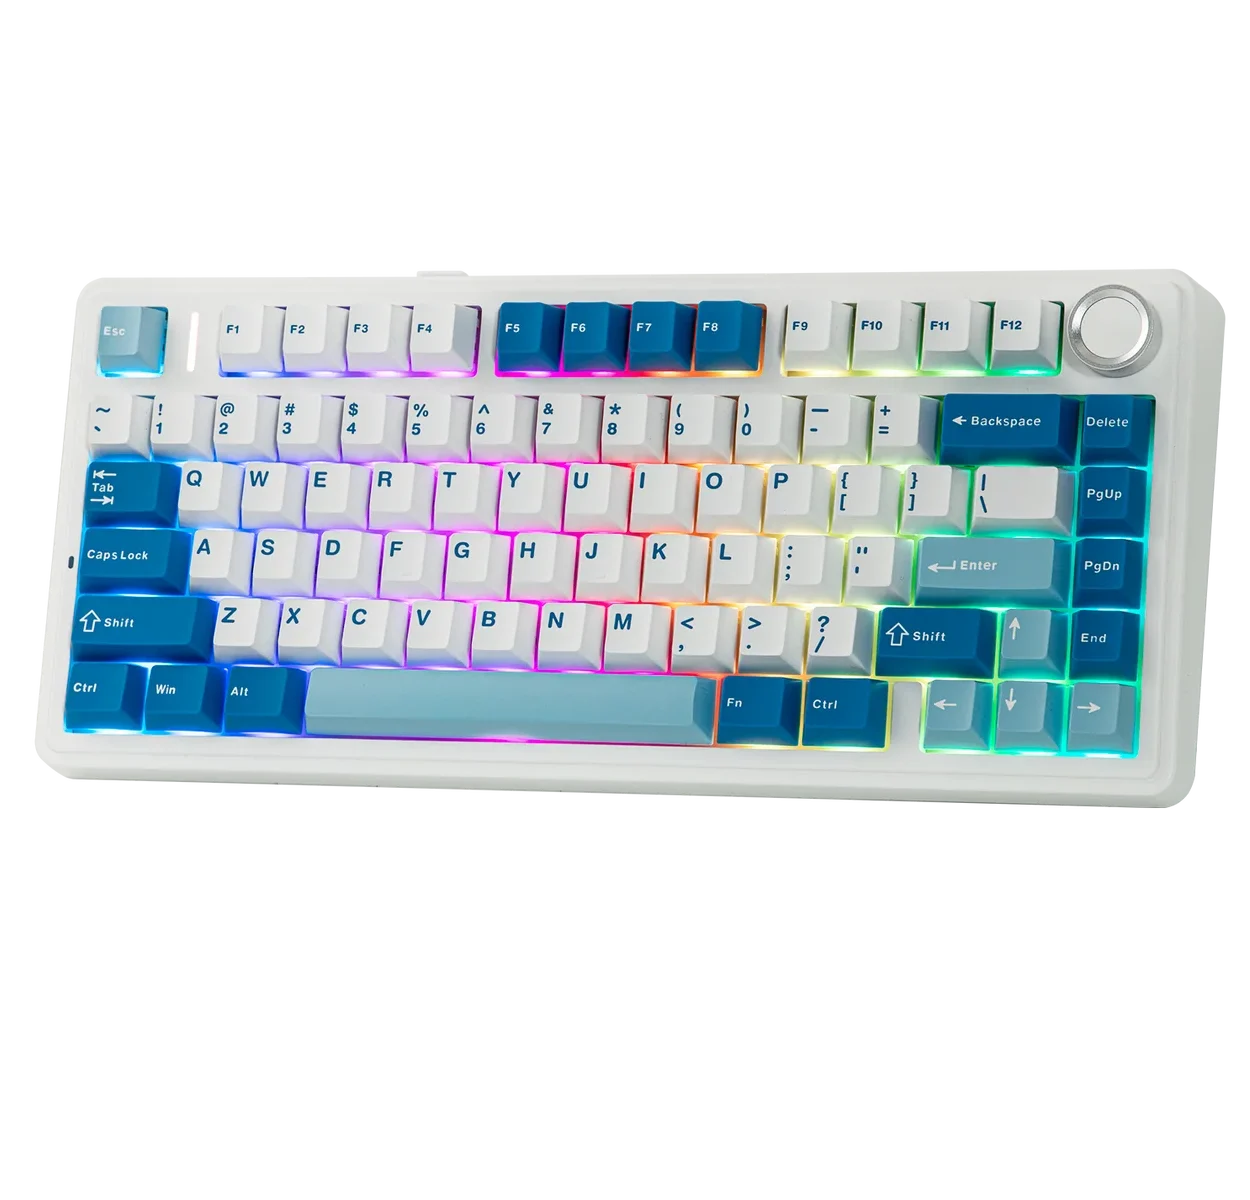 Esc F1 F2 F3 F4 F5 F6 F7 F8 F9 F10 F11 F12
~ ! @ # $ % ^ & * ( ) — +
` 1 2 3 4 5 6 7 8 9 0 - = ← Backspace Delete
Tab Q W E R T Y U I O P { } | PgUp
[ ] \
Caps Lock A S D F G H J K L : " Enter PgDn
; '
Shift Z X C V B N M < > ? Shift ↑ End
, . /
Ctrl Win Alt Fn Ctrl ← ↓ →